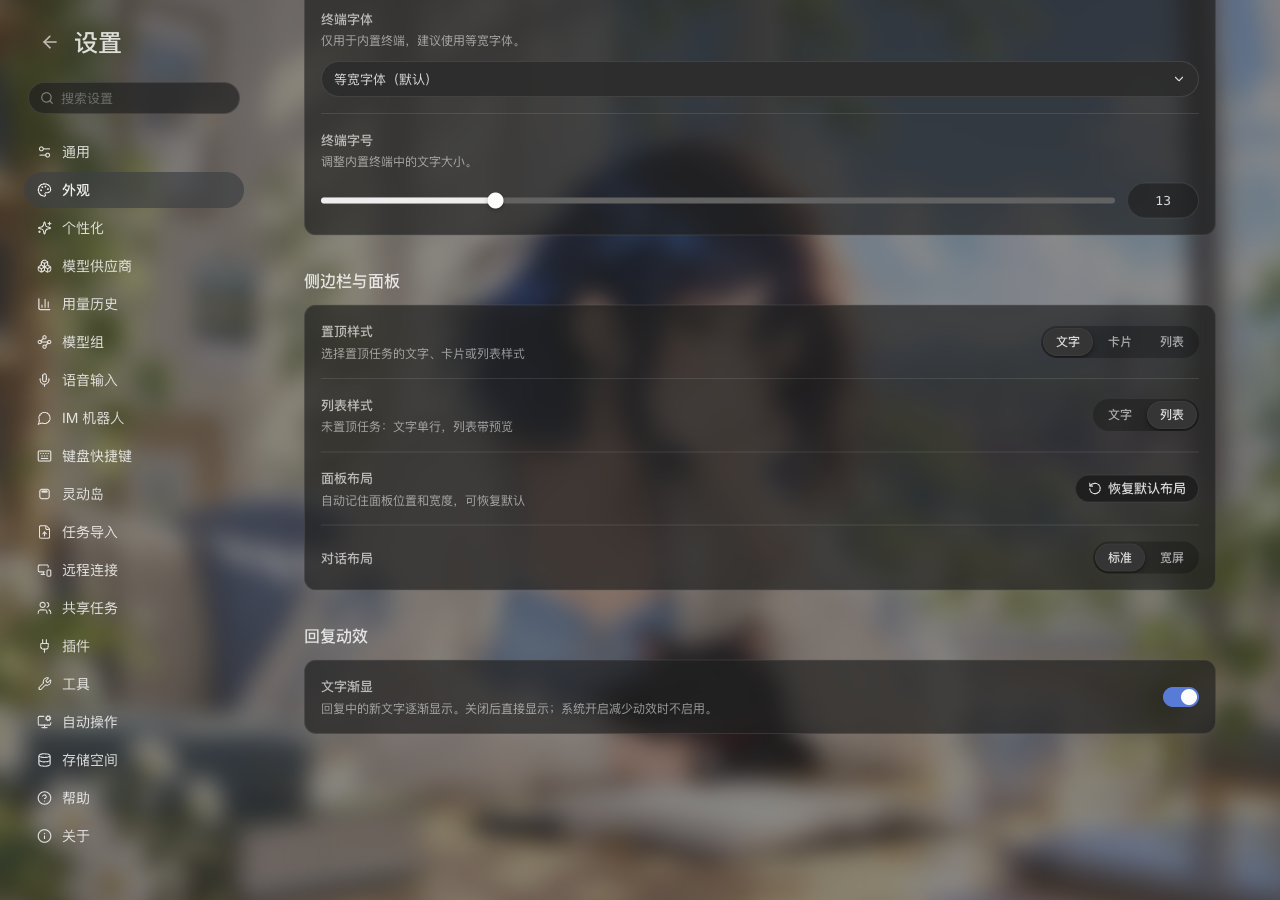 设置
搜索设置
通用
外观
个性化
模型供应商
用量历史
模型组
语音输入
IM 机器人
键盘快捷键
灵动岛
任务导入
远程连接
共享任务
插件
工具
自动操作
存储空间
帮助
关于
终端字体
仅用于内置终端，建议使用等宽字体。
等宽字体（默认）
终端字号
调整内置终端中的文字大小。
13
侧边栏与面板
置顶样式
选择置顶任务的文字、卡片或列表样式
文字 卡片 列表
列表样式
未置顶任务：文字单行，列表带预览
文字 列表
面板布局
自动记住面板位置和宽度，可恢复默认
恢复默认布局
对话布局
标准 宽屏
回复动效
文字渐显
回复中的新文字逐渐显示。关闭后直接显示；系统开启减少动效时不启用。